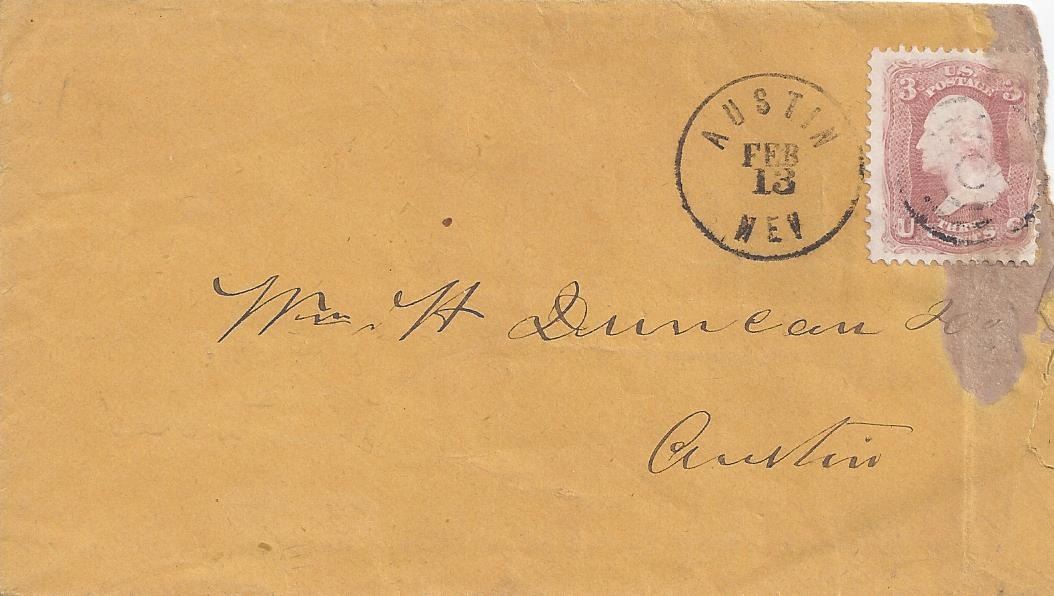 AUSTIN
FEB
13
NEV
3 U.S. 3
POSTAGE
U S
Wm. H Duncan
Austin